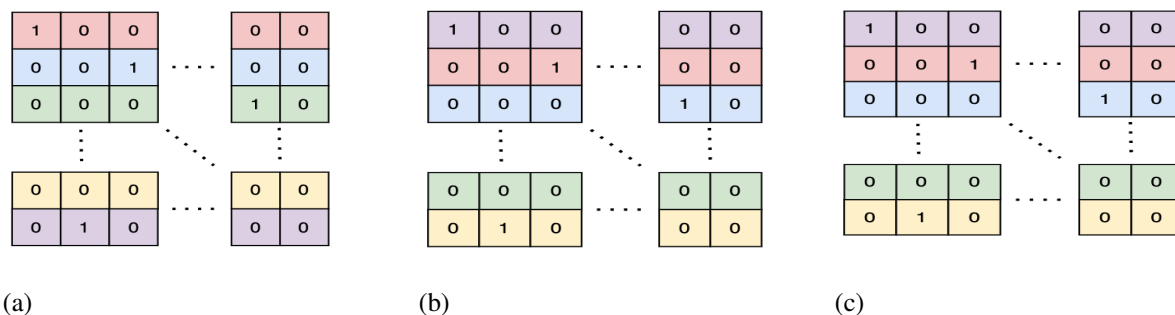 1 0 0 0 0 1 0 0 0 0 1 0 0 0 0
0 0 1 0 0 0 0 1 0 0 0 0 1 0 0
0 0 0 1 0 0 0 0 1 0 0 0 0 1 0
0 0 0 0 0 0 0 0 0 0 0 0 0 0 0
0 1 0 0 0 0 1 0 0 0 0 1 0 0 0
(a) (b) (c)